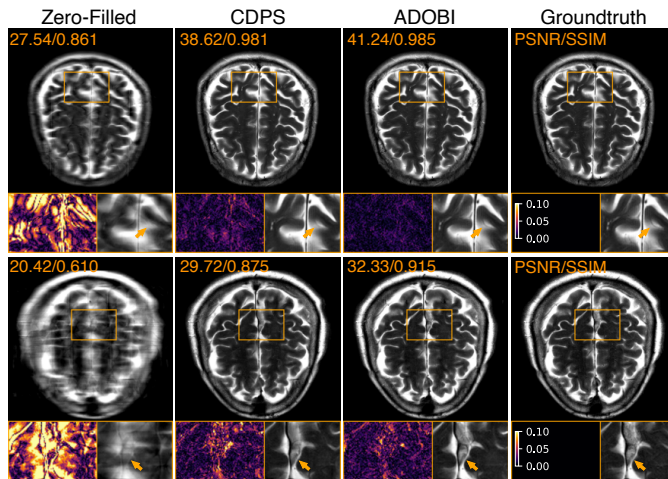 Zero-Filled CDPS ADOBI Groundtruth
27.54/0.861 38.62/0.981 41.24/0.985 PSNR/SSIM
0.10
0.05
0.00
20.42/0.610 29.72/0.875 32.33/0.915 PSNR/SSIM
0.10
0.05
0.00